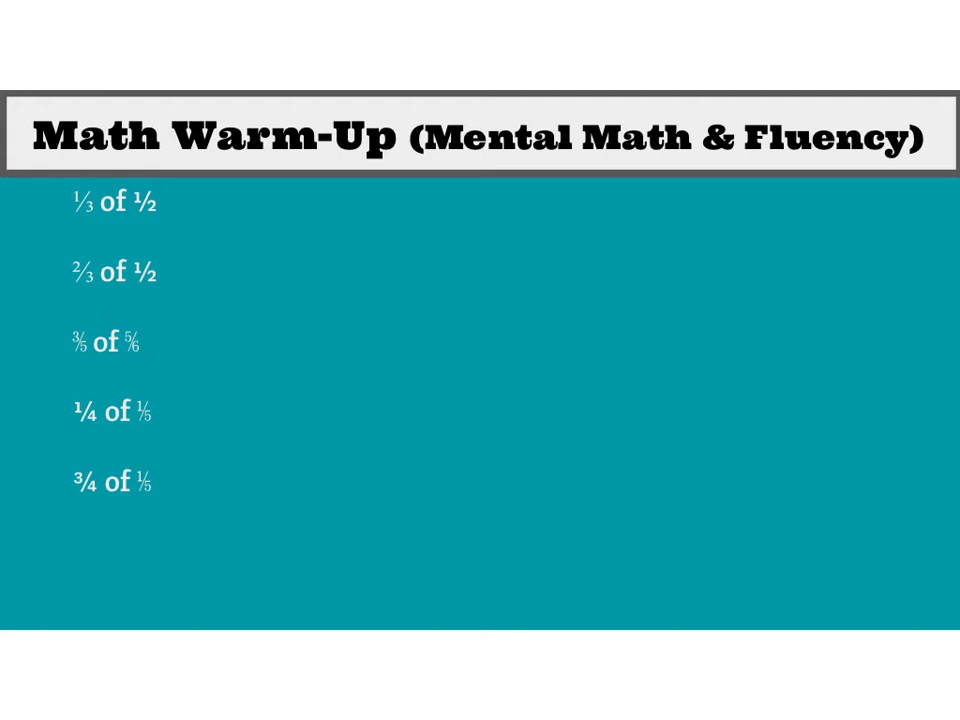 Math Warm-Up (Mental Math & Fluency)
⅓ of ½
⅔ of ½
⅗ of ⅚
¼ of ⅕
¾ of ⅕